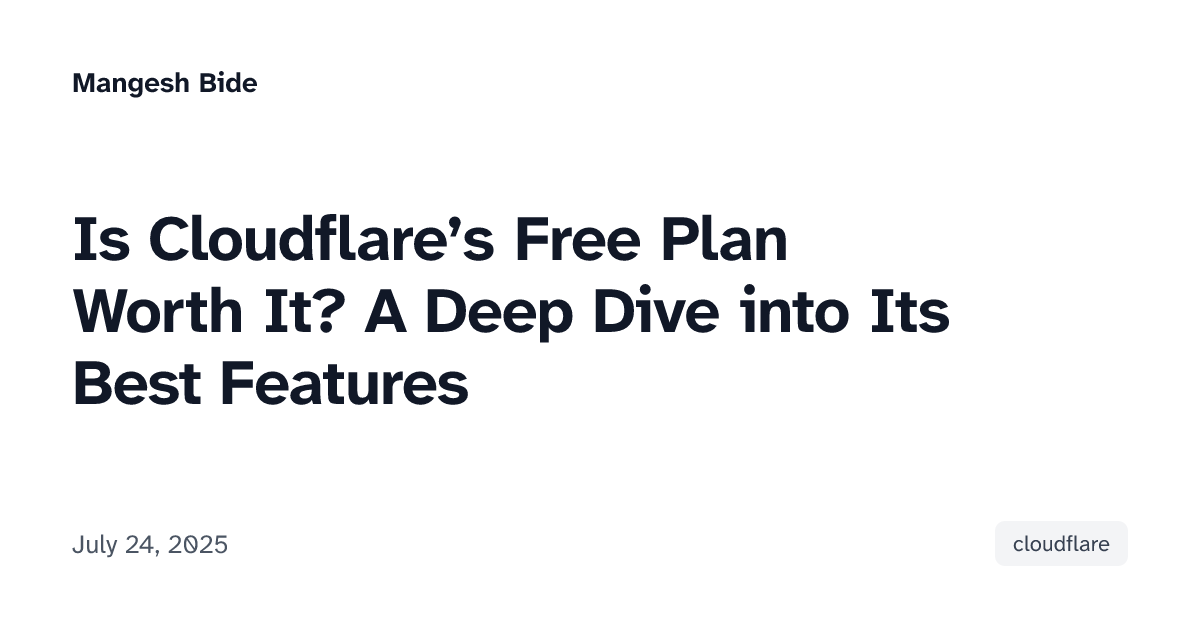 Mangesh Bide
Is Cloudflare’s Free Plan
Worth It? A Deep Dive into Its
Best Features
July 24, 2025
cloudflare